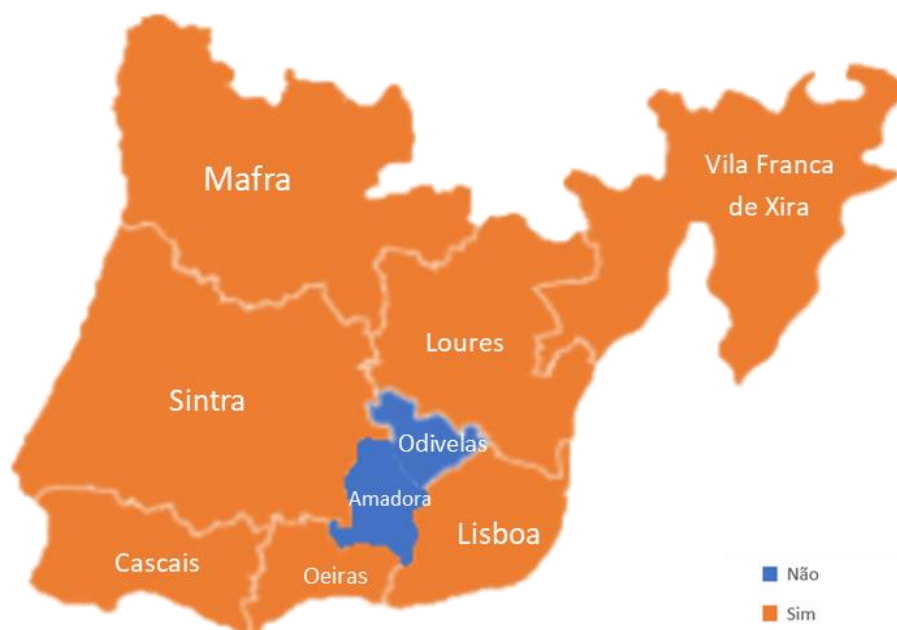 Mafra
Vila Franca
de Xira
Loures
Sintra
Odivelas
Amadora
Lisboa
Cascais
Oeiras
Não
Sim